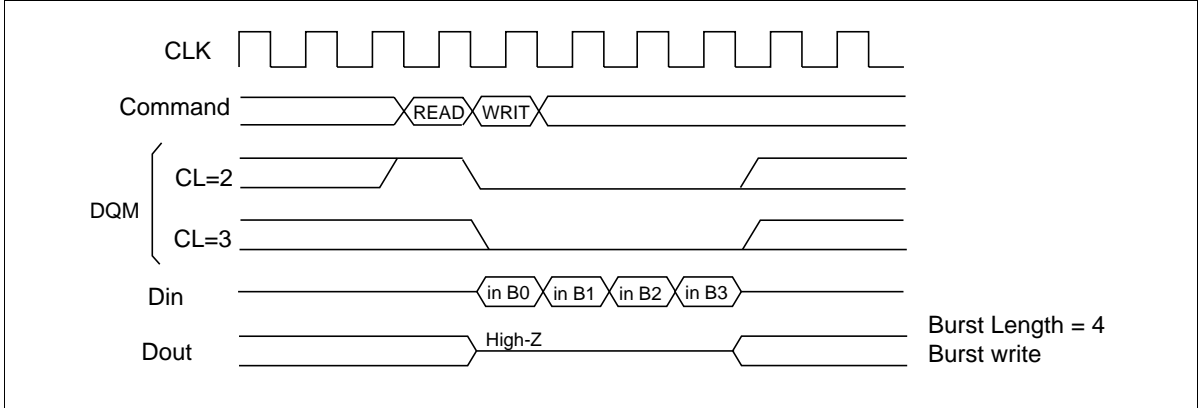 CLK
Command
READ WRIT
CL=2
DQM
CL=3
Din
in B0 in B1 in B2 in B3
High-Z
Dout
Burst Length = 4
Burst write